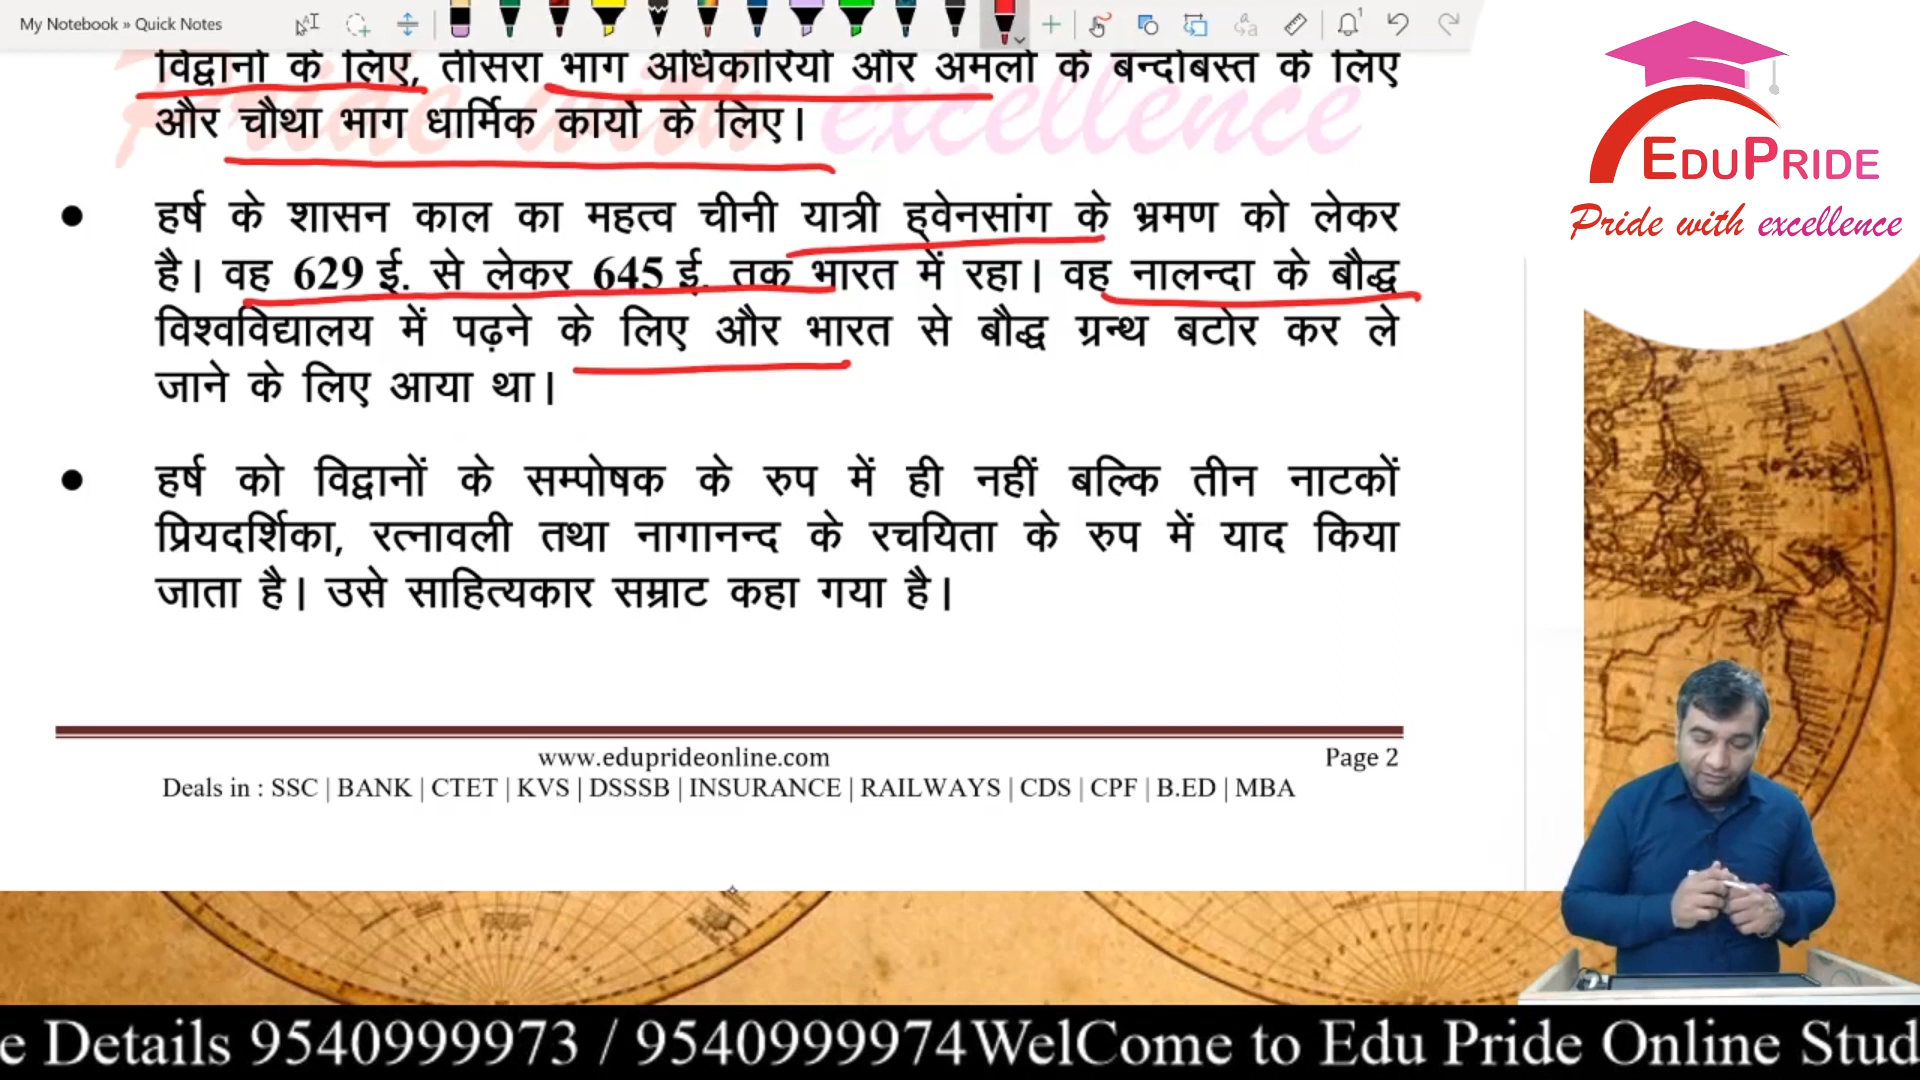 My Notebook » Quick Notes
विद्वानों के लिए, तीसरा भाग अधिकारियों और अमलों के बन्दोबस्त के लिए
और चौथा भाग धार्मिक कार्यों के लिए।
Pride with excellence
● हर्ष के शासन काल का महत्व चीनी यात्री ह्वेनसांग के भ्रमण को लेकर
है। वह 629 ई. से लेकर 645 ई. तक भारत में रहा। वह नालन्दा के बौद्ध
विश्वविद्यालय में पढ़ने के लिए और भारत से बौद्ध ग्रन्थ बटोर कर ले
जाने के लिए आया था।
● हर्ष को विद्वानों के सम्पोषक के रुप में ही नहीं बल्कि तीन नाटकों
प्रियदर्शिका, रत्नावली तथा नागानन्द के रचयिता के रुप में याद किया
जाता है। उसे साहित्यकार सम्राट कहा गया है।
www.eduprideonline.com
Page 2
Deals in : SSC | BANK | CTET | KVS | DSSSB | INSURANCE | RAILWAYS | CDS | CPF | B.ED | MBA
EDUPRIDE
Pride with excellence
e Details 9540999973 / 9540999974WelCome to Edu Pride Online Stud